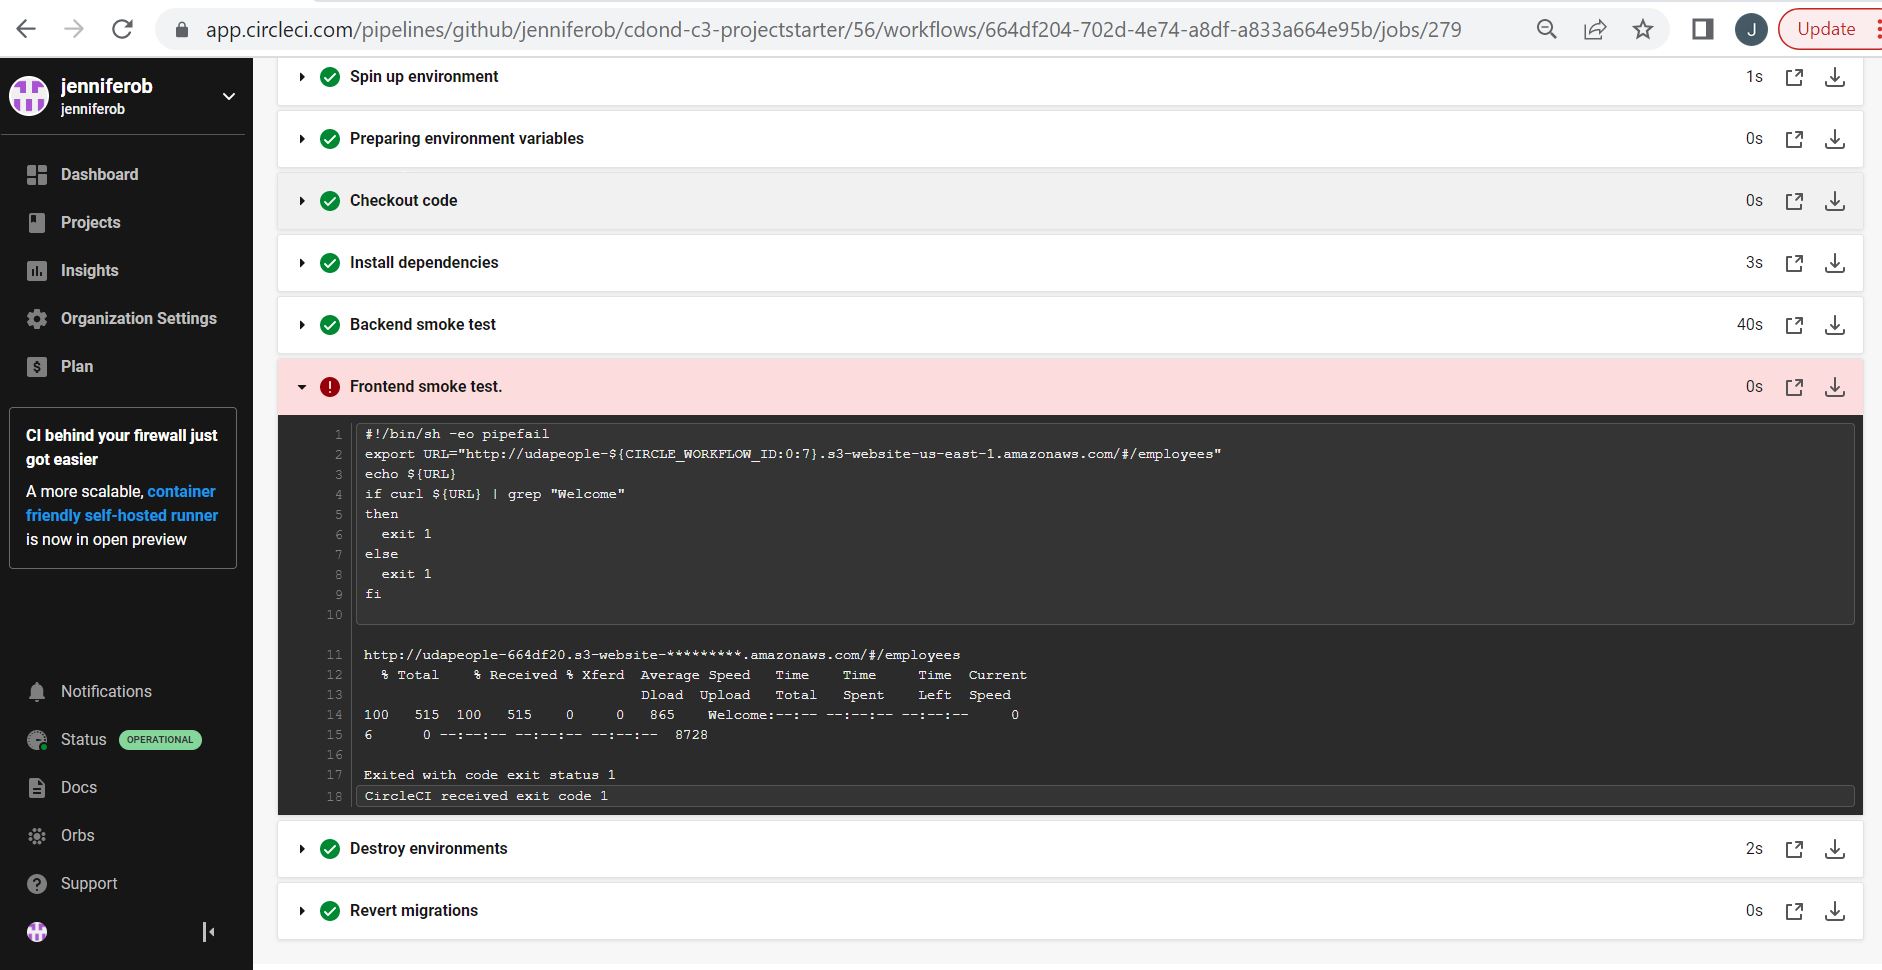 app.circleci.com/pipelines/github/jenniferob/cdond-c3-projectstarter/56/workflows/664df204-702d-4e74-a8df-a833a664e95b/jobs/279
J
Update
jenniferob
jenniferob
Dashboard
Projects
Insights
Organization Settings
Plan
CI behind your firewall just
got easier
A more scalable, container
friendly self-hosted runner
is now in open preview
Notifications
Status OPERATIONAL
Docs
Orbs
Support
Spin up environment 1s
Preparing environment variables 0s
Checkout code 0s
Install dependencies 3s
Backend smoke test 40s
Frontend smoke test. 0s
1 #!/bin/sh -eo pipefail
2 export URL="http://udapeople-${CIRCLE_WORKFLOW_ID:0:7}.s3-website-us-east-1.amazonaws.com/#/employees"
3 echo ${URL}
4 if curl ${URL} | grep "Welcome"
5 then
6 exit 1
7 else
8 exit 1
9 fi
10
11 http://udapeople-664df20.s3-website-*********.amazonaws.com/#/employees
12 % Total % Received % Xferd Average Speed Time Time Time Current
13 Dload Upload Total Spent Left Speed
14 100 515 100 515 0 0 865 Welcome:--:-- --:--:-- --:--:-- 0
15 6 0 --:--:-- --:--:-- --:--:-- 8728
16
17 Exited with code exit status 1
18 CircleCI received exit code 1
Destroy environments 2s
Revert migrations 0s